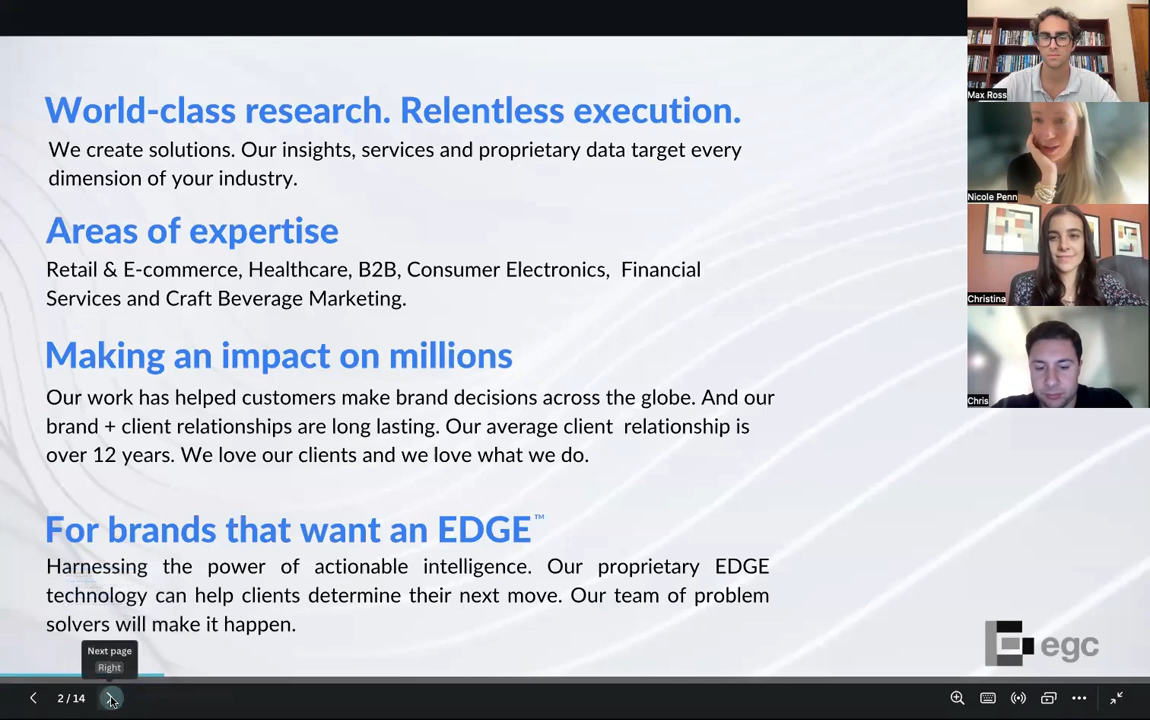 World-class research. Relentless execution.
We create solutions. Our insights, services and proprietary data target every
dimension of your industry.
Areas of expertise
Retail & E-commerce, Healthcare, B2B, Consumer Electronics, Financial
Services and Craft Beverage Marketing.
Making an impact on millions
Our work has helped customers make brand decisions across the globe. And our
brand + client relationships are long lasting. Our average client relationship is
over 12 years. We love our clients and we love what we do.
For brands that want an EDGE™
Harnessing the power of actionable intelligence. Our proprietary EDGE
technology can help clients determine their next move. Our team of problem
solvers will make it happen.
egc
Max Ross
Nicole Penn
Christina
Chris
Next page
Right
2 / 14